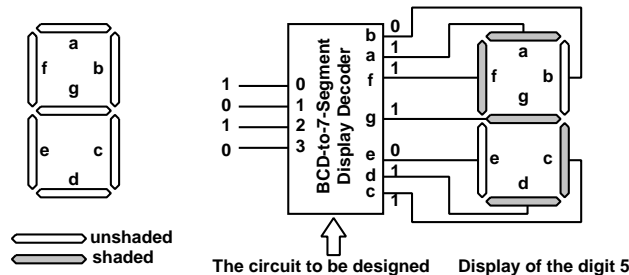 a
f b
g
e c
d
unshaded
shaded
1 0
0 1
1 2
0 3
BCD-to-7-Segment
Display Decoder
b 0
a 1
f 1
g 1
e 0
d 1
c 1
a
f b
g
e c
d
The circuit to be designed
Display of the digit 5